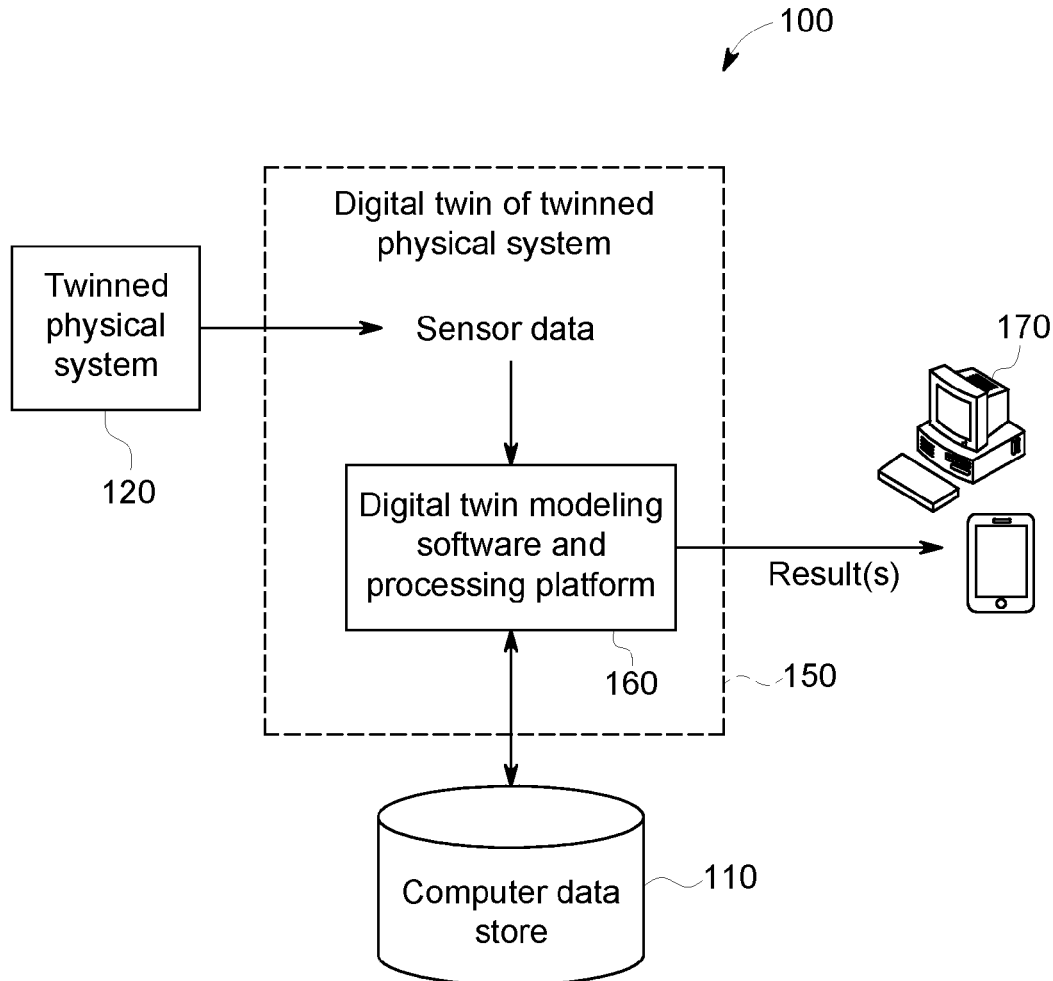 100
Digital twin of twinned
physical system
Twinned
physical
system
Sensor data
170
120
Digital twin modeling
software and
processing platform
Result(s)
160
150
Computer data
store
110